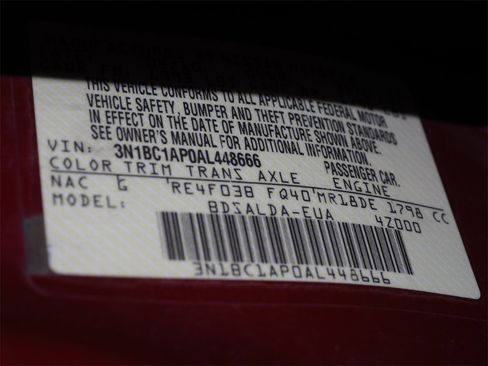 THIS VEHICLE CONFORMS TO ALL APPLICABLE FEDERAL MOTOR
VEHICLE SAFETY, BUMPER AND THEFT PREVENTION STANDARDS
IN EFFECT ON THE DATE OF MANUFACTURE SHOWN ABOVE.
SEE OWNER'S MANUAL FOR ADDITIONAL INFORMATION.
VIN: 3N1BC1AP0AL448666 PASSENGER CAR.
COLOR TRIM TRANS AXLE ENGINE
NAC G 'RE4F03B FQ40'MR18DE 1798 CC
MODEL: BDSALDA-EUA 4Z000
3N1BC1AP0AL448666